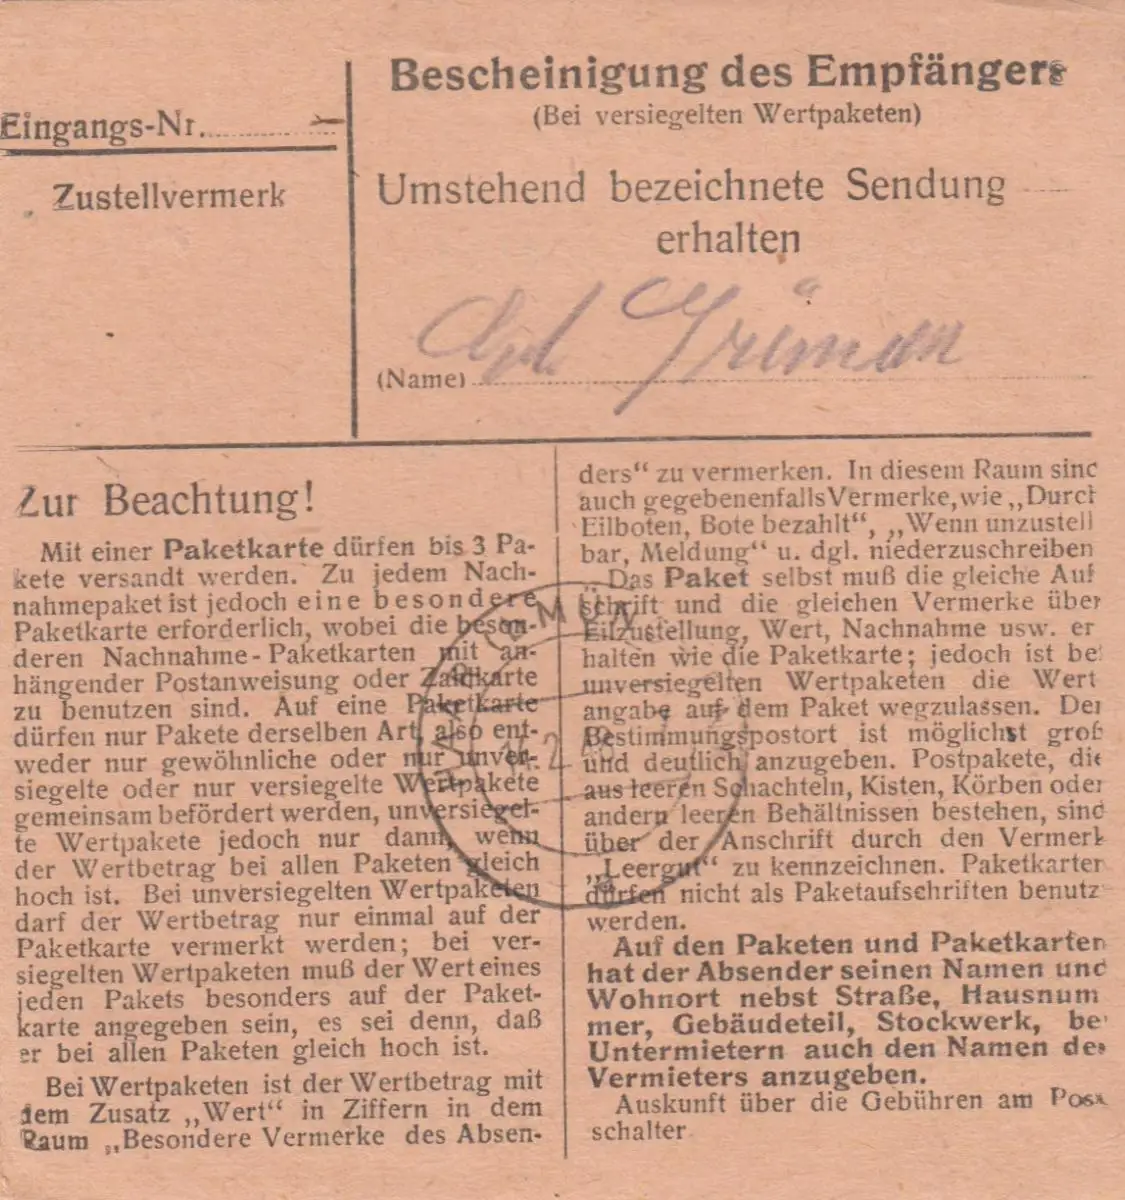 Eingangs-Nr.
Zustellvermerk
Bescheinigung des Empfängers
(Bei versiegelten Wertpaketen)
Umstehend bezeichnete Sendung
erhalten
(Name)
Zur Beachtung!
Mit einer Paketkarte dürfen bis 3 Pa-
kete versandt werden. Zu jedem Nach-
nahmepaket ist jedoch eine besondere
Paketkarte erforderlich, wobei die beson-
deren Nachnahme-Paketkarten mit an-
hängender Postanweisung oder Zahlkarte
zu benutzen sind. Auf eine Paketkarte
dürfen nur Pakete derselben Art, also ent-
weder nur gewöhnliche oder nur unver-
siegelte oder nur versiegelte Wertpakete
gemeinsam befördert werden, unversiegel-
te Wertpakete jedoch nur dann, wenn
der Wertbetrag bei allen Paketen gleich
hoch ist. Bei unversiegelten Wertpaketen
darf der Wertbetrag nur einmal auf der
Paketkarte vermerkt werden; bei ver-
siegelten Wertpaketen muß der Wert eines
jeden Pakets besonders auf der Paket-
karte angegeben sein, es sei denn, daß
er bei allen Paketen gleich hoch ist.
Bei Wertpaketen ist der Wertbetrag mit
dem Zusatz „Wert“ in Ziffern in dem
Raum „Besondere Vermerke des Absen-
ders“ zu vermerken. In diesem Raum sind
auch gegebenenfalls Vermerke, wie „Durch
Eilboten, Bote bezahlt“, „Wenn unzustell
bar, Meldung“ u. dgl. niederzuschreiben
Das Paket selbst muß die gleiche Auf
schrift und die gleichen Vermerke über
Eilzustellung, Wert, Nachnahme usw. er
halten wie die Paketkarte; jedoch ist bei
unversiegelten Wertpaketen die Wert
angabe auf dem Paket wegzulassen. Der
Bestimmungspostort ist möglichst groß
und deutlich anzugeben. Postpakete, die
aus leeren Schachteln, Kisten, Körben oder
andern leeren Behältnissen bestehen, sind
über der Anschrift durch den Vermerk
„Leergut“ zu kennzeichnen. Paketkarten
dürfen nicht als Paketaufschriften benutz
werden.
Auf den Paketen und Paketkarten
hat der Absender seinen Namen und
Wohnort nebst Straße, Hausnum
mer, Gebäudeteil, Stockwerk, bei
Untermietern auch den Namen des
Vermieters anzugeben.
Auskunft über die Gebühren am Post
schalter